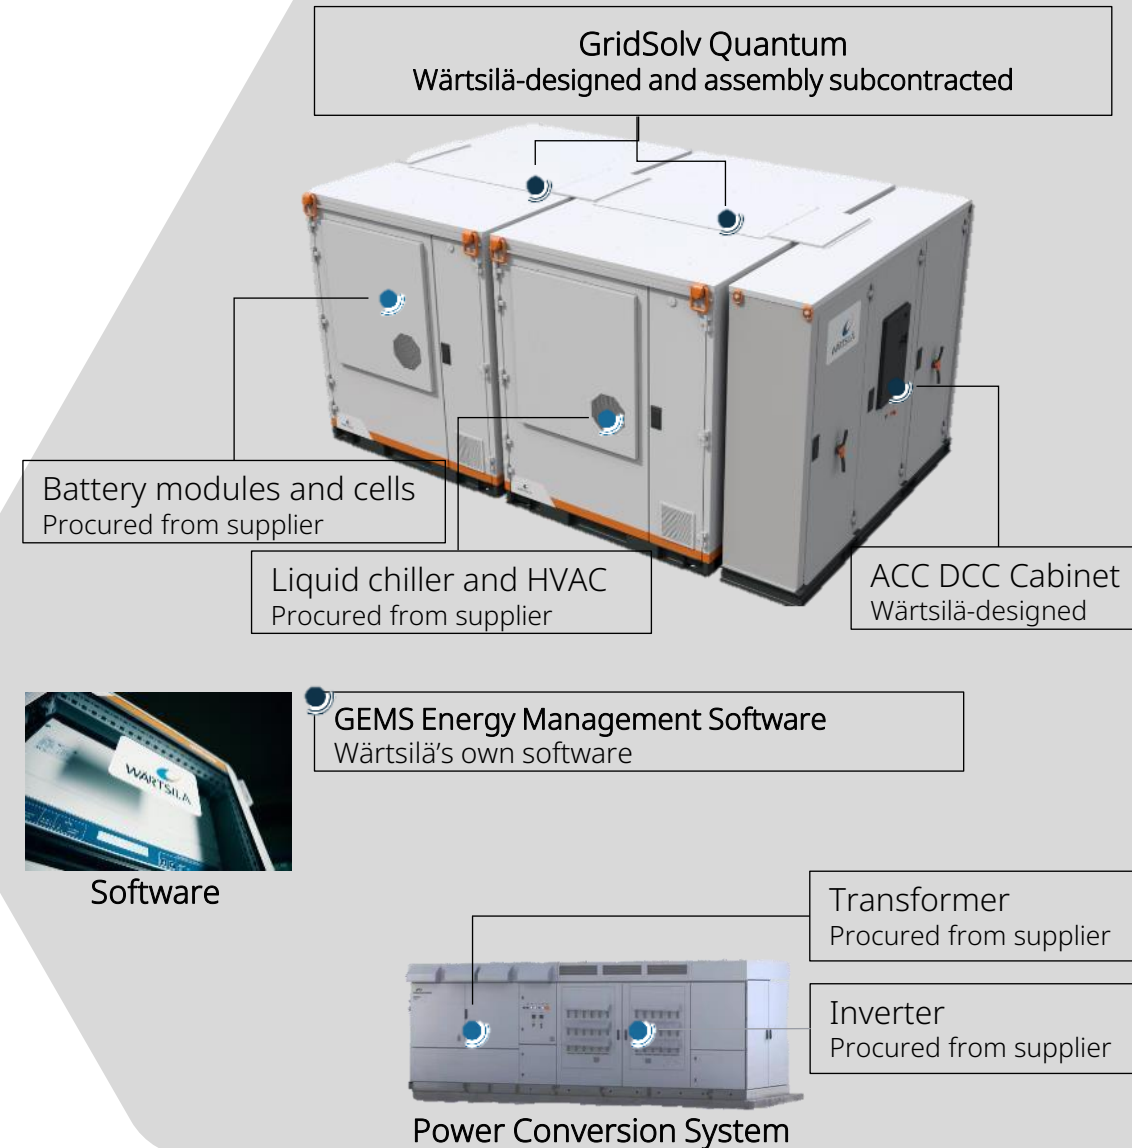 GridSolv Quantum
Wärtsilä-designed and assembly subcontracted
WÄRTSILÄ
Battery modules and cells
Procured from supplier
Liquid chiller and HVAC
Procured from supplier
ACC DCC Cabinet
Wärtsilä-designed
WÄRTSILÄ
GEMS Energy Management Software
Wärtsilä’s own software
Software
Transformer
Procured from supplier
Inverter
Procured from supplier
Power Conversion System